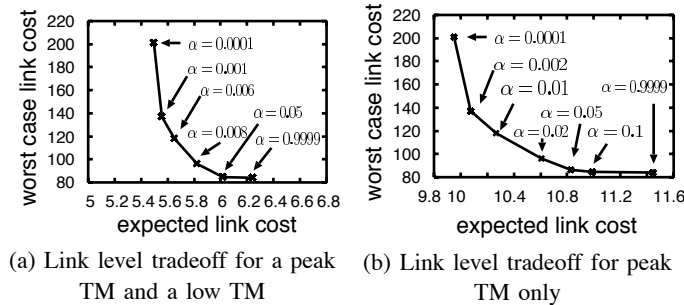 worst case link cost
220
200
180
160
140
120
100
80
α = 0.0001
α = 0.001
α = 0.006
α = 0.05
α = 0.008
α = 0.9999
5 5.2 5.4 5.6 5.8 6 6.2 6.4 6.6 6.8
expected link cost
(a) Link level tradeoff for a peak
TM and a low TM
worst case link cost
220
200
180
160
140
120
100
80
α = 0.0001
α = 0.002
α = 0.01
α = 0.9999
α = 0.05
α = 0.02
α = 0.1
9.8 10 10.4 10.8 11.2 11.6
expected link cost
(b) Link level tradeoff for peak
TM only